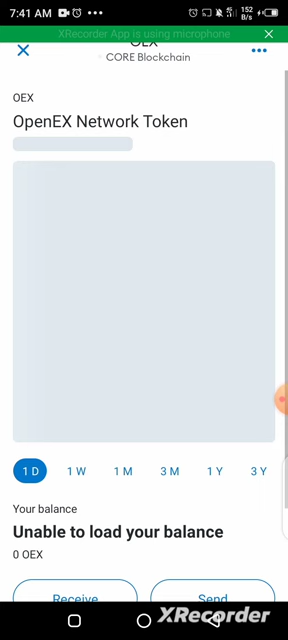 7:41 AM
152
B/s
XRecorder App is using microphone
OEX
CORE Blockchain
OEX
OpenEX Network Token
1 D 1 W 1 M 3 M 1 Y 3 Y
Your balance
Unable to load your balance
0 OEX
Receive Send
XRecorder